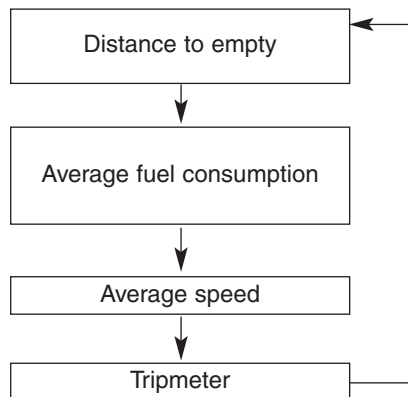 Distance to empty
Average fuel consumption
Average speed
Tripmeter